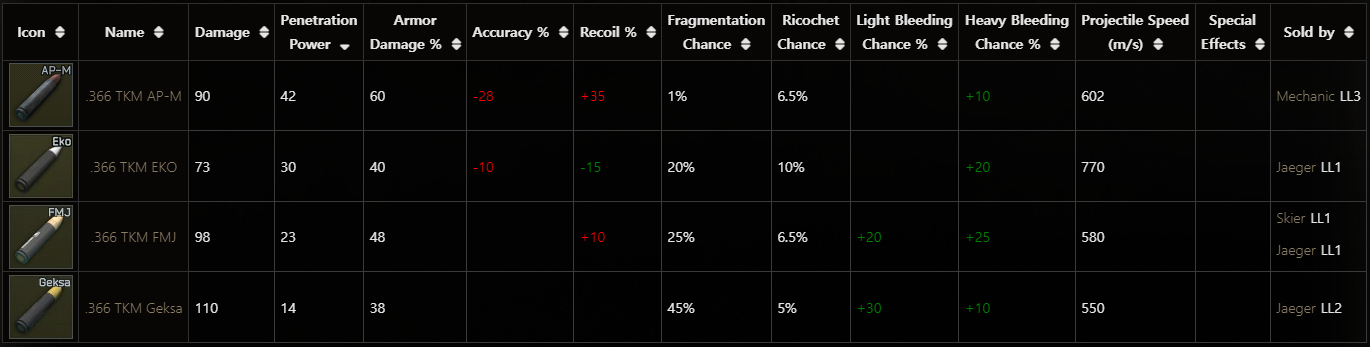 Icon Name Damage Penetration Power Armor Damage % Accuracy % Recoil % Fragmentation Chance Ricochet Chance Light Bleeding Chance % Heavy Bleeding Chance % Projectile Speed (m/s) Special Effects Sold by
AP-M .366 TKM AP-M 90 42 60 -28 +35 1% 6.5% +10 602 Mechanic LL3
Eko .366 TKM EKO 73 30 40 -10 -15 20% 10% +20 770 Jaeger LL1
FMJ .366 TKM FMJ 98 23 48 +10 25% 6.5% +20 +25 580 Skier LL1
Jaeger LL1
Geksa .366 TKM Geksa 110 14 38 45% 5% +30 +10 550 Jaeger LL2